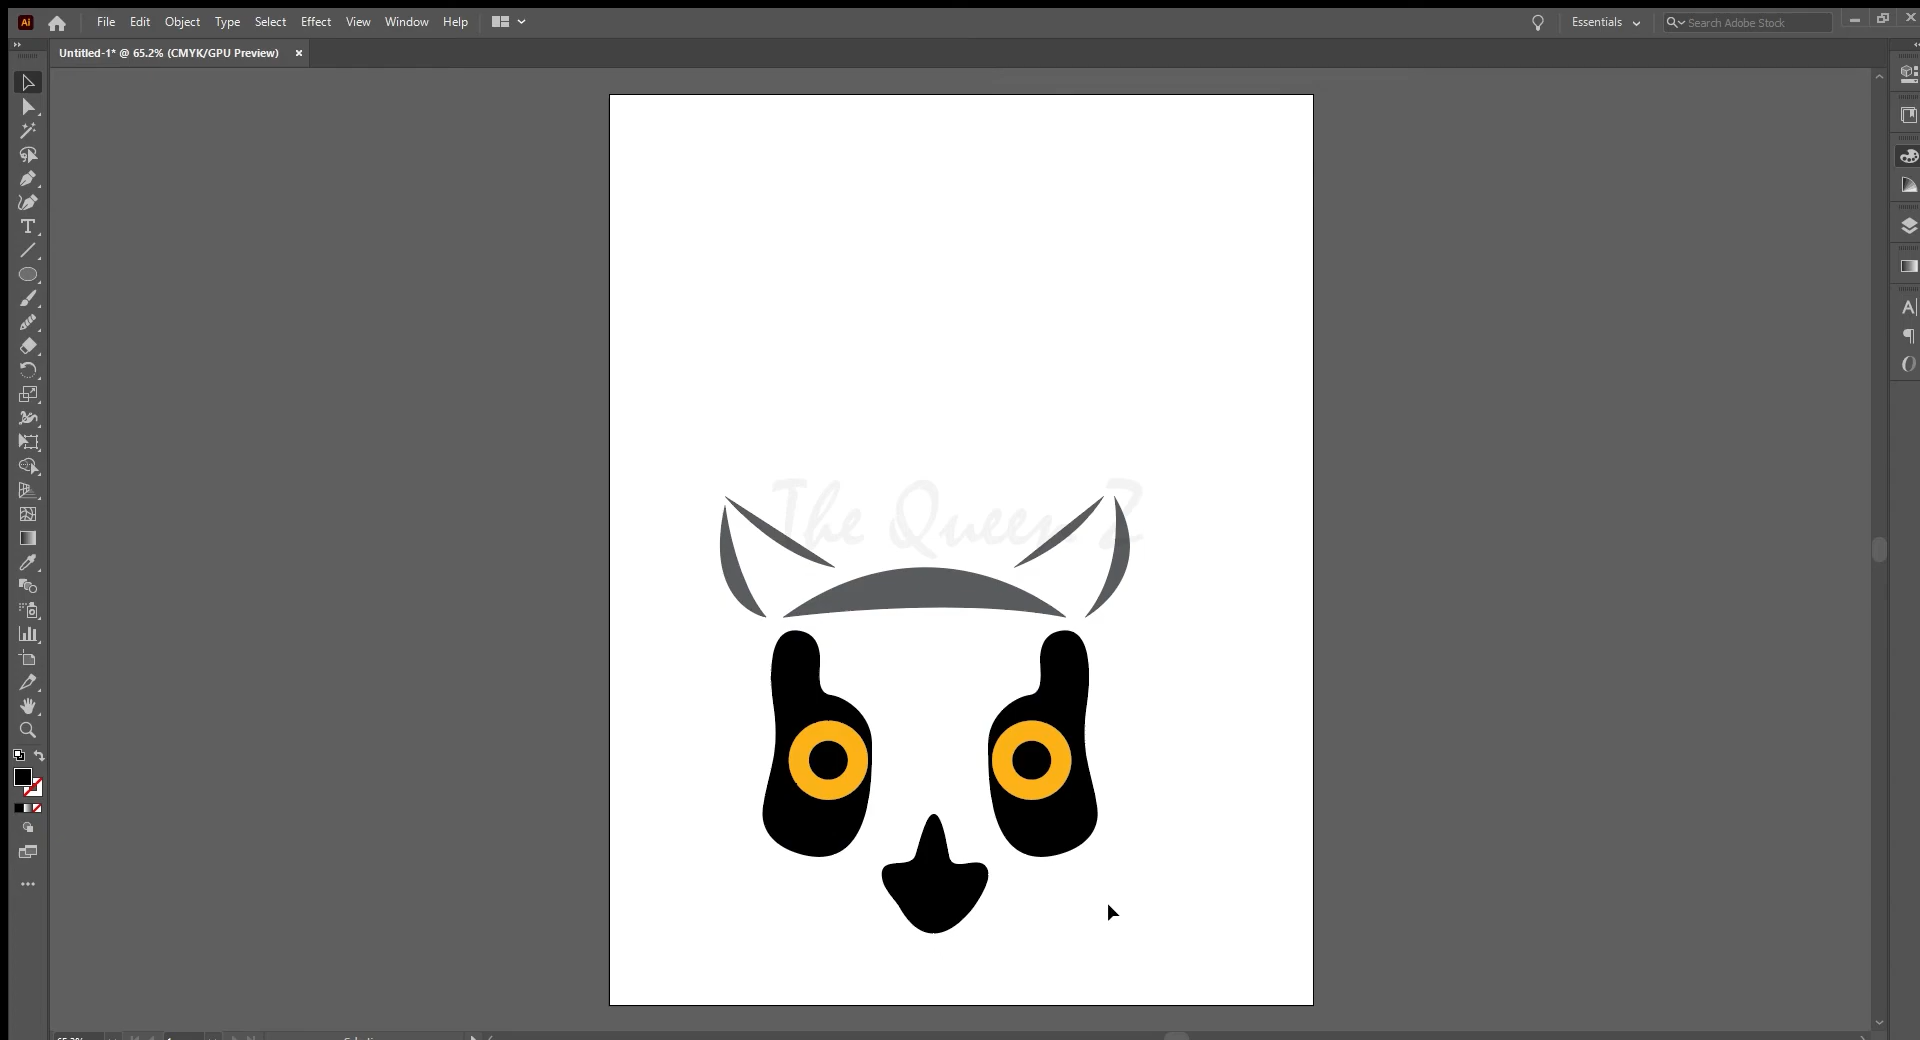 Ai File Edit Object Type Select Effect View Window Help Essentials Search Adobe Stock
Untitled-1* @ 65.2% (CMYK/GPU Preview) ×
The Queen Z